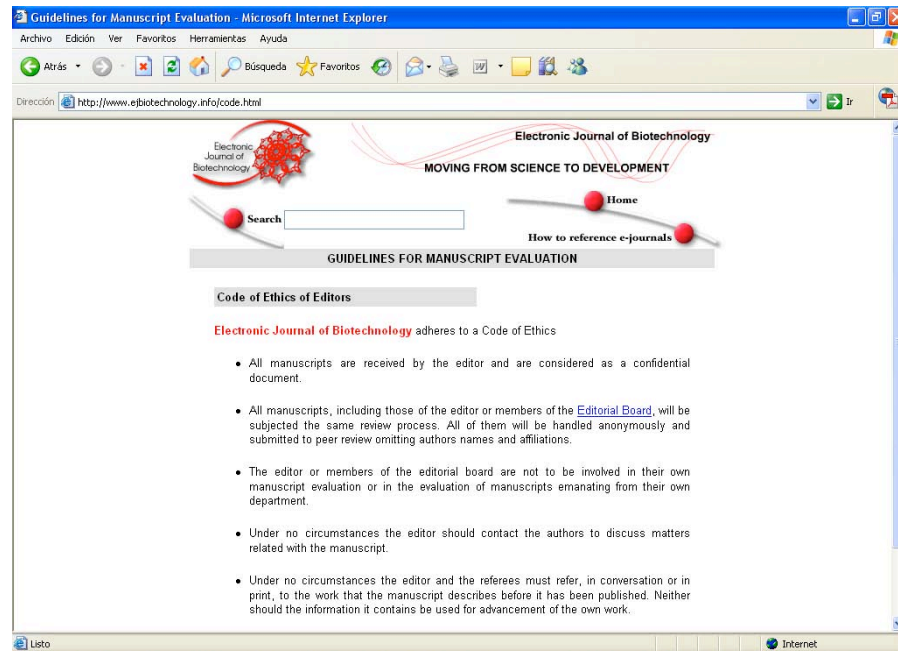 Guidelines for Manuscript Evaluation - Microsoft Internet Explorer
Archivo Edición Ver Favoritos Herramientas Ayuda
Atrás Búsqueda Favoritos
Dirección http://www.ejbiotechnology.info/code.html Ir
Electronic
Journal of
Biotechnology
Electronic Journal of Biotechnology
MOVING FROM SCIENCE TO DEVELOPMENT
Home
Search
How to reference e-journals
GUIDELINES FOR MANUSCRIPT EVALUATION
Code of Ethics of Editors
Electronic Journal of Biotechnology adheres to a Code of Ethics
• All manuscripts are received by the editor and are considered as a confidential
document.
• All manuscripts, including those of the editor or members of the Editorial Board, will be
subjected the same review process. All of them will be handled anonymously and
submitted to peer review omitting authors names and affiliations.
• The editor or members of the editorial board are not to be involved in their own
manuscript evaluation or in the evaluation of manuscripts emanating from their own
department.
• Under no circumstances the editor should contact the authors to discuss matters
related with the manuscript.
• Under no circumstances the editor and the referees must refer, in conversation or in
print, to the work that the manuscript describes before it has been published. Neither
should the information it contains be used for advancement of the own work.
Listo Internet